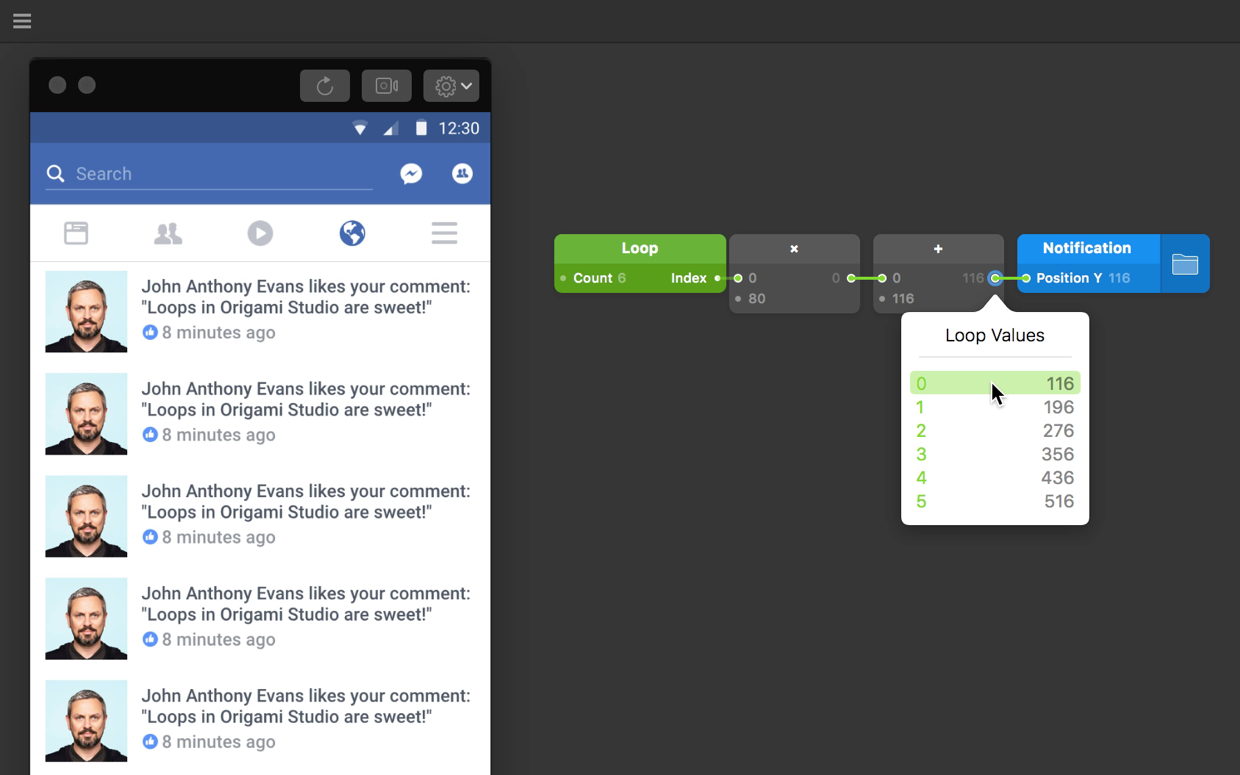 12:30
Search
John Anthony Evans likes your comment:
"Loops in Origami Studio are sweet!"
8 minutes ago
John Anthony Evans likes your comment:
"Loops in Origami Studio are sweet!"
8 minutes ago
John Anthony Evans likes your comment:
"Loops in Origami Studio are sweet!"
8 minutes ago
John Anthony Evans likes your comment:
"Loops in Origami Studio are sweet!"
8 minutes ago
John Anthony Evans likes your comment:
"Loops in Origami Studio are sweet!"
8 minutes ago
Loop × + Notification
Count 6 Index 0 0 0 116 Position Y 116
80 116
Loop Values
0 116
1 196
2 276
3 356
4 436
5 516